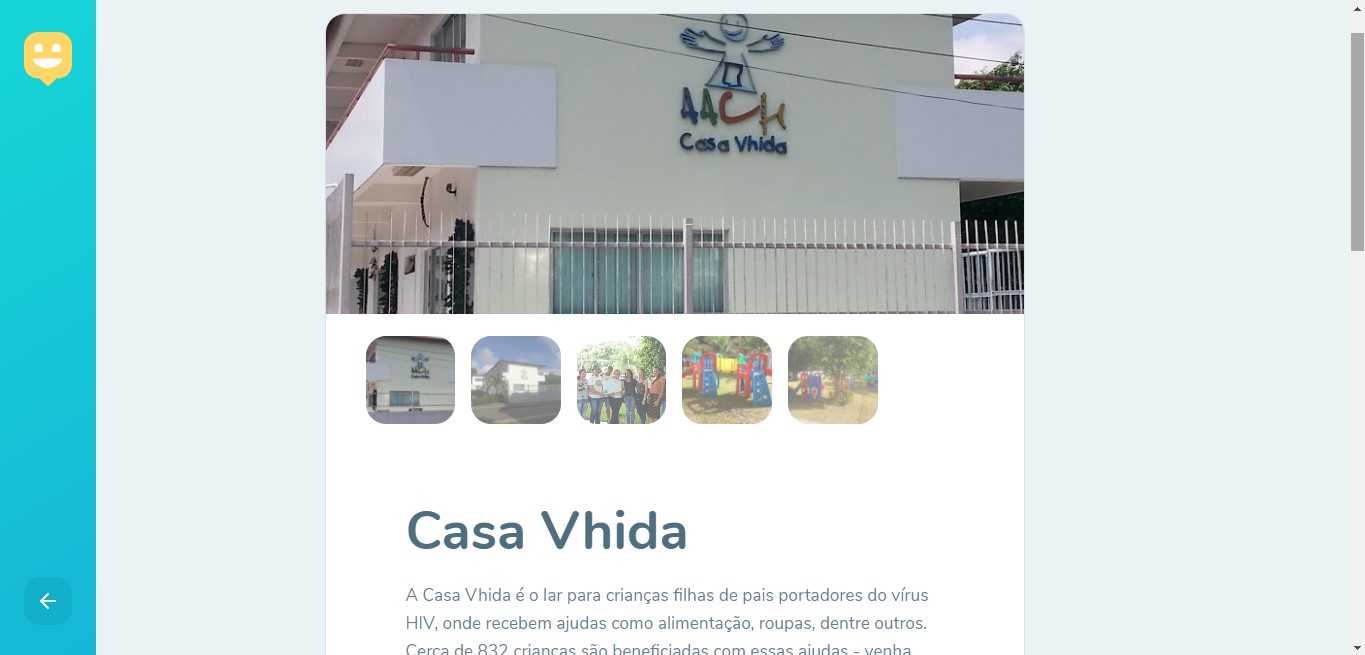 AACH
Casa Vhida
Casa Vhida
A Casa Vhida é o lar para crianças filhas de pais portadores do vírus
HIV, onde recebem ajudas como alimentação, roupas, dentre outros.
Cerca de 832 crianças são beneficiadas com essas ajudas - venha